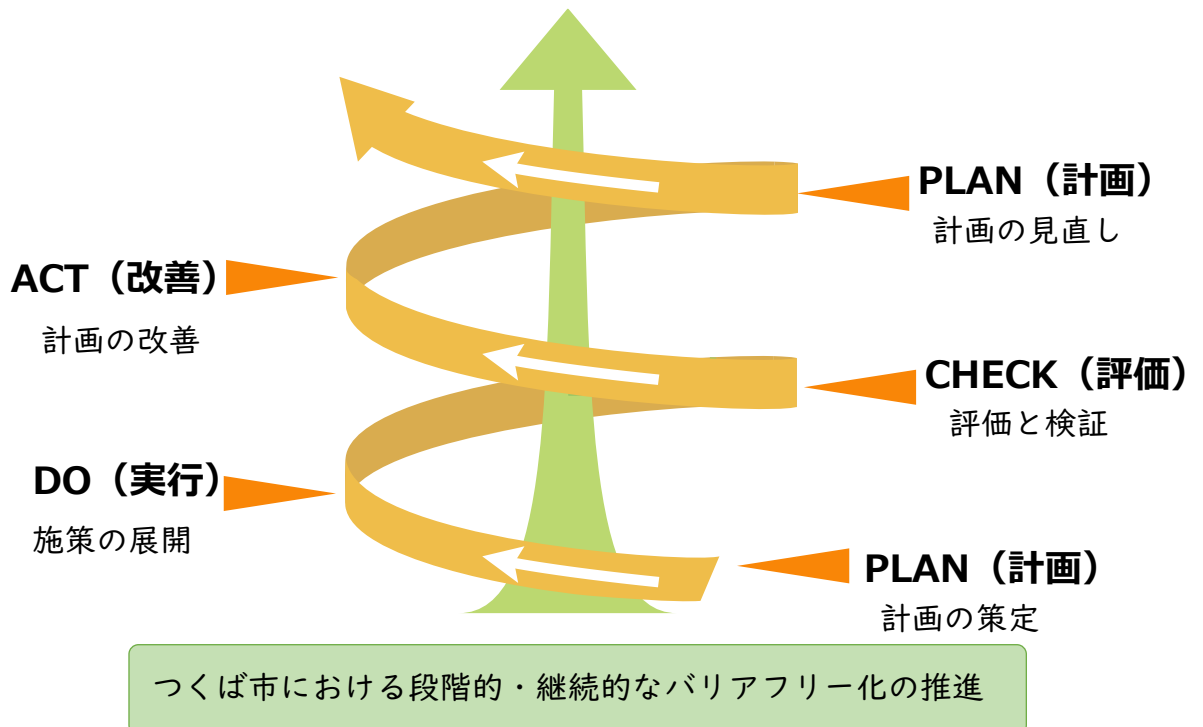 PLAN（計画）
計画の見直し
ACT（改善）
計画の改善
CHECK（評価）
評価と検証
DO（実行）
施策の展開
PLAN（計画）
計画の策定
つくば市における段階的・継続的なバリアフリー化の推進